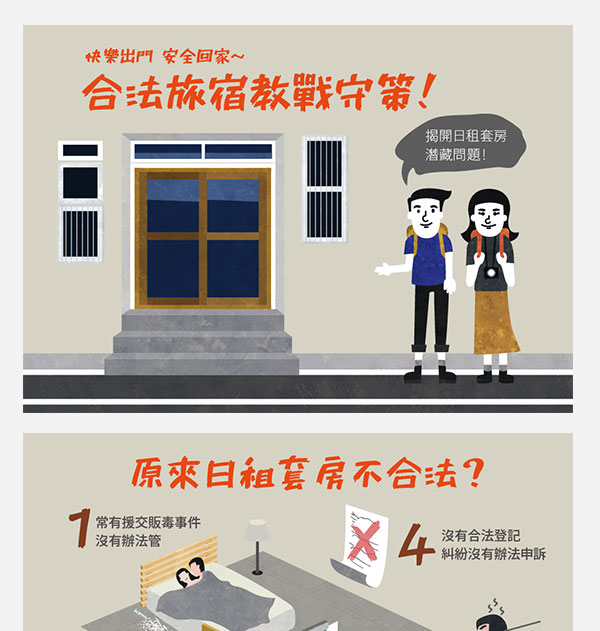 快樂出門 安全回家~
合法旅宿教戰守策!
揭開日租套房
潛藏問題!
原來日租套房不合法?
1
常有援交販毒事件
沒有辦法管
4
沒有合法登記
糾紛沒有辦法申訴